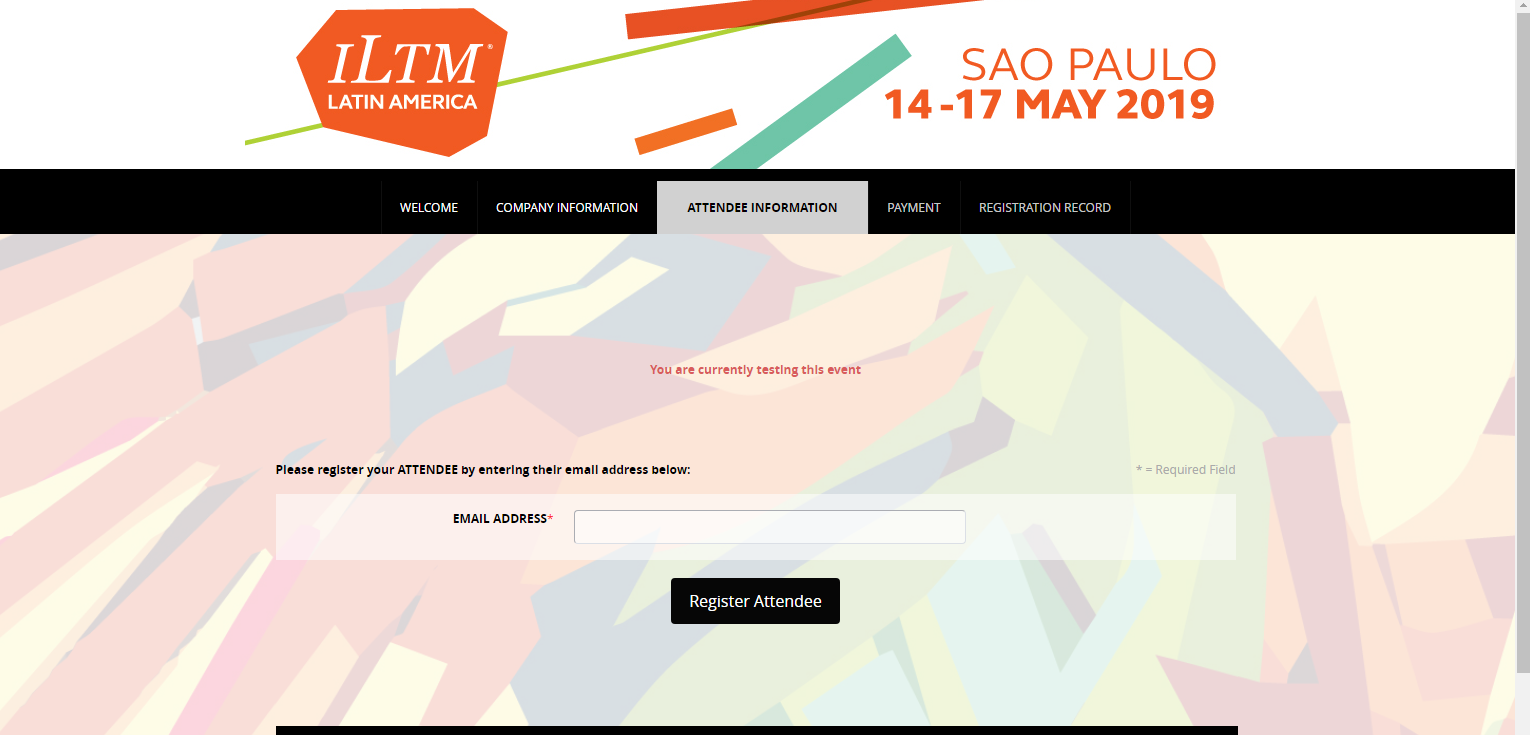 iLTM®
LATIN AMERICA
SAO PAULO
14-17 MAY 2019
WELCOME
COMPANY INFORMATION
ATTENDEE INFORMATION
PAYMENT
REGISTRATION RECORD
You are currently testing this event
Please register your ATTENDEE by entering their email address below:
* = Required Field
EMAIL ADDRESS*
Register Attendee